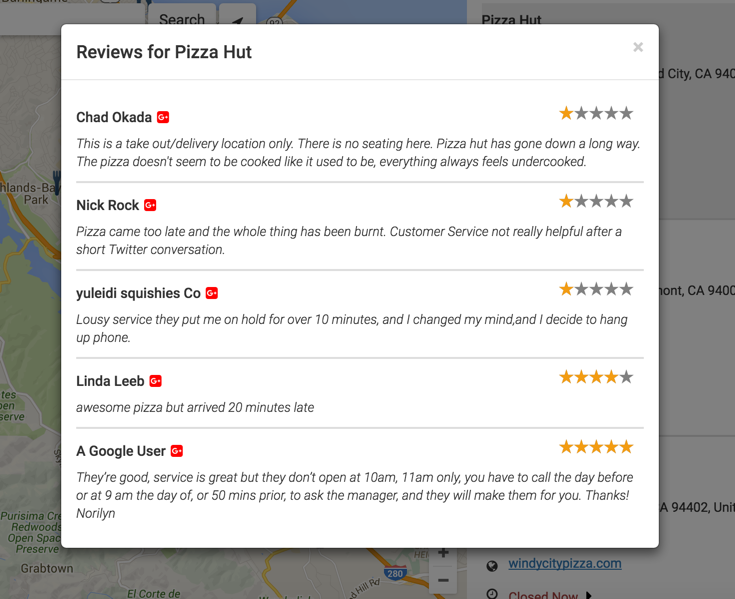 Search
Pizza Hut
Reviews for Pizza Hut
×
d City, CA 940
Chad Okada G+
This is a take out/delivery location only. There is no seating here. Pizza hut has gone down a long way.
The pizza doesn't seem to be cooked like it used to be, everything always feels undercooked.
hlands-Ba
Park
Nick Rock G+
Pizza came too late and the whole thing has been burnt. Customer Service not really helpful after a
short Twitter conversation.
yuleidi squishies Co G+
mont, CA 9400
Lousy service they put me on hold for over 10 minutes, and I changed my mind,and I decide to hang
up phone.
Linda Leeb G+
awesome pizza but arrived 20 minutes late
tes
pen
serve
A Google User G+
They're good, service is great but they don't open at 10am, 11am only, you have to call the day before
or at 9 am the day of, or 50 mins prior, to ask the manager, and they will make them for you. Thanks!
Norilyn
A 94402, Unit
Purisima Cre
Redwoods
Open Spac
Preserve
Grabtown
El Corte de
280
Hill Rd
+
−
windycitypizza.com
Closed Now